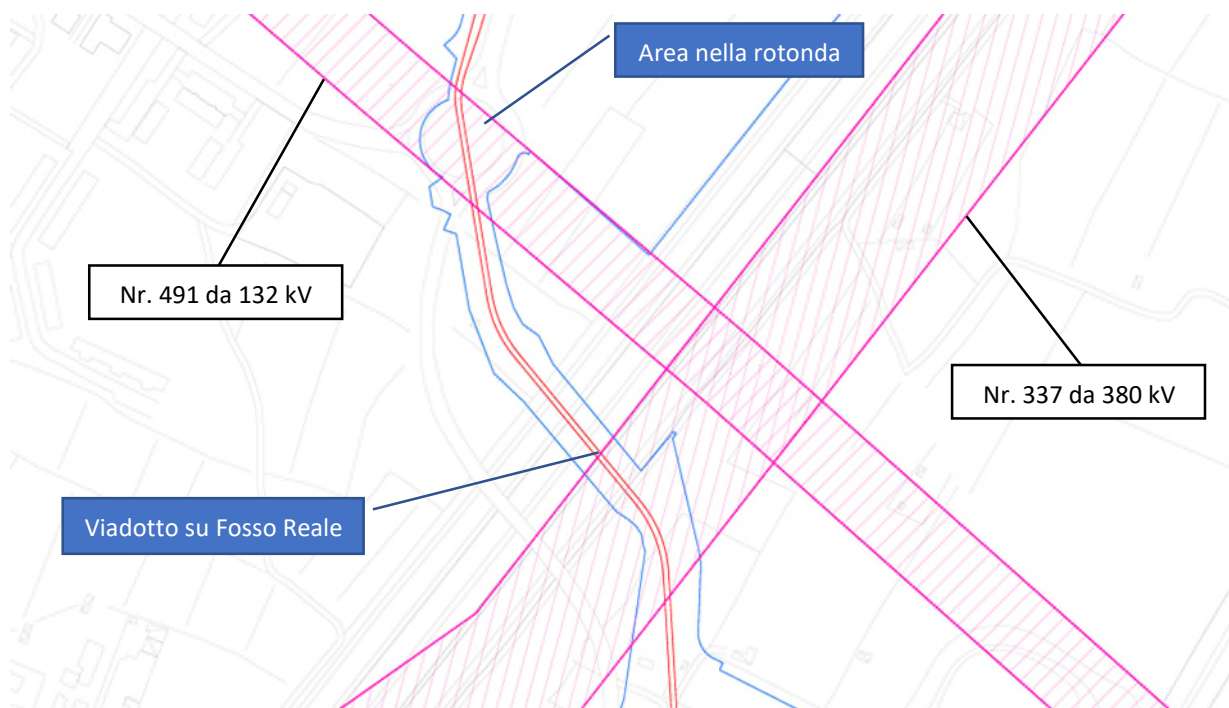 Area nella rotonda
Nr. 491 da 132 kV
Nr. 337 da 380 kV
Viadotto su Fosso Reale